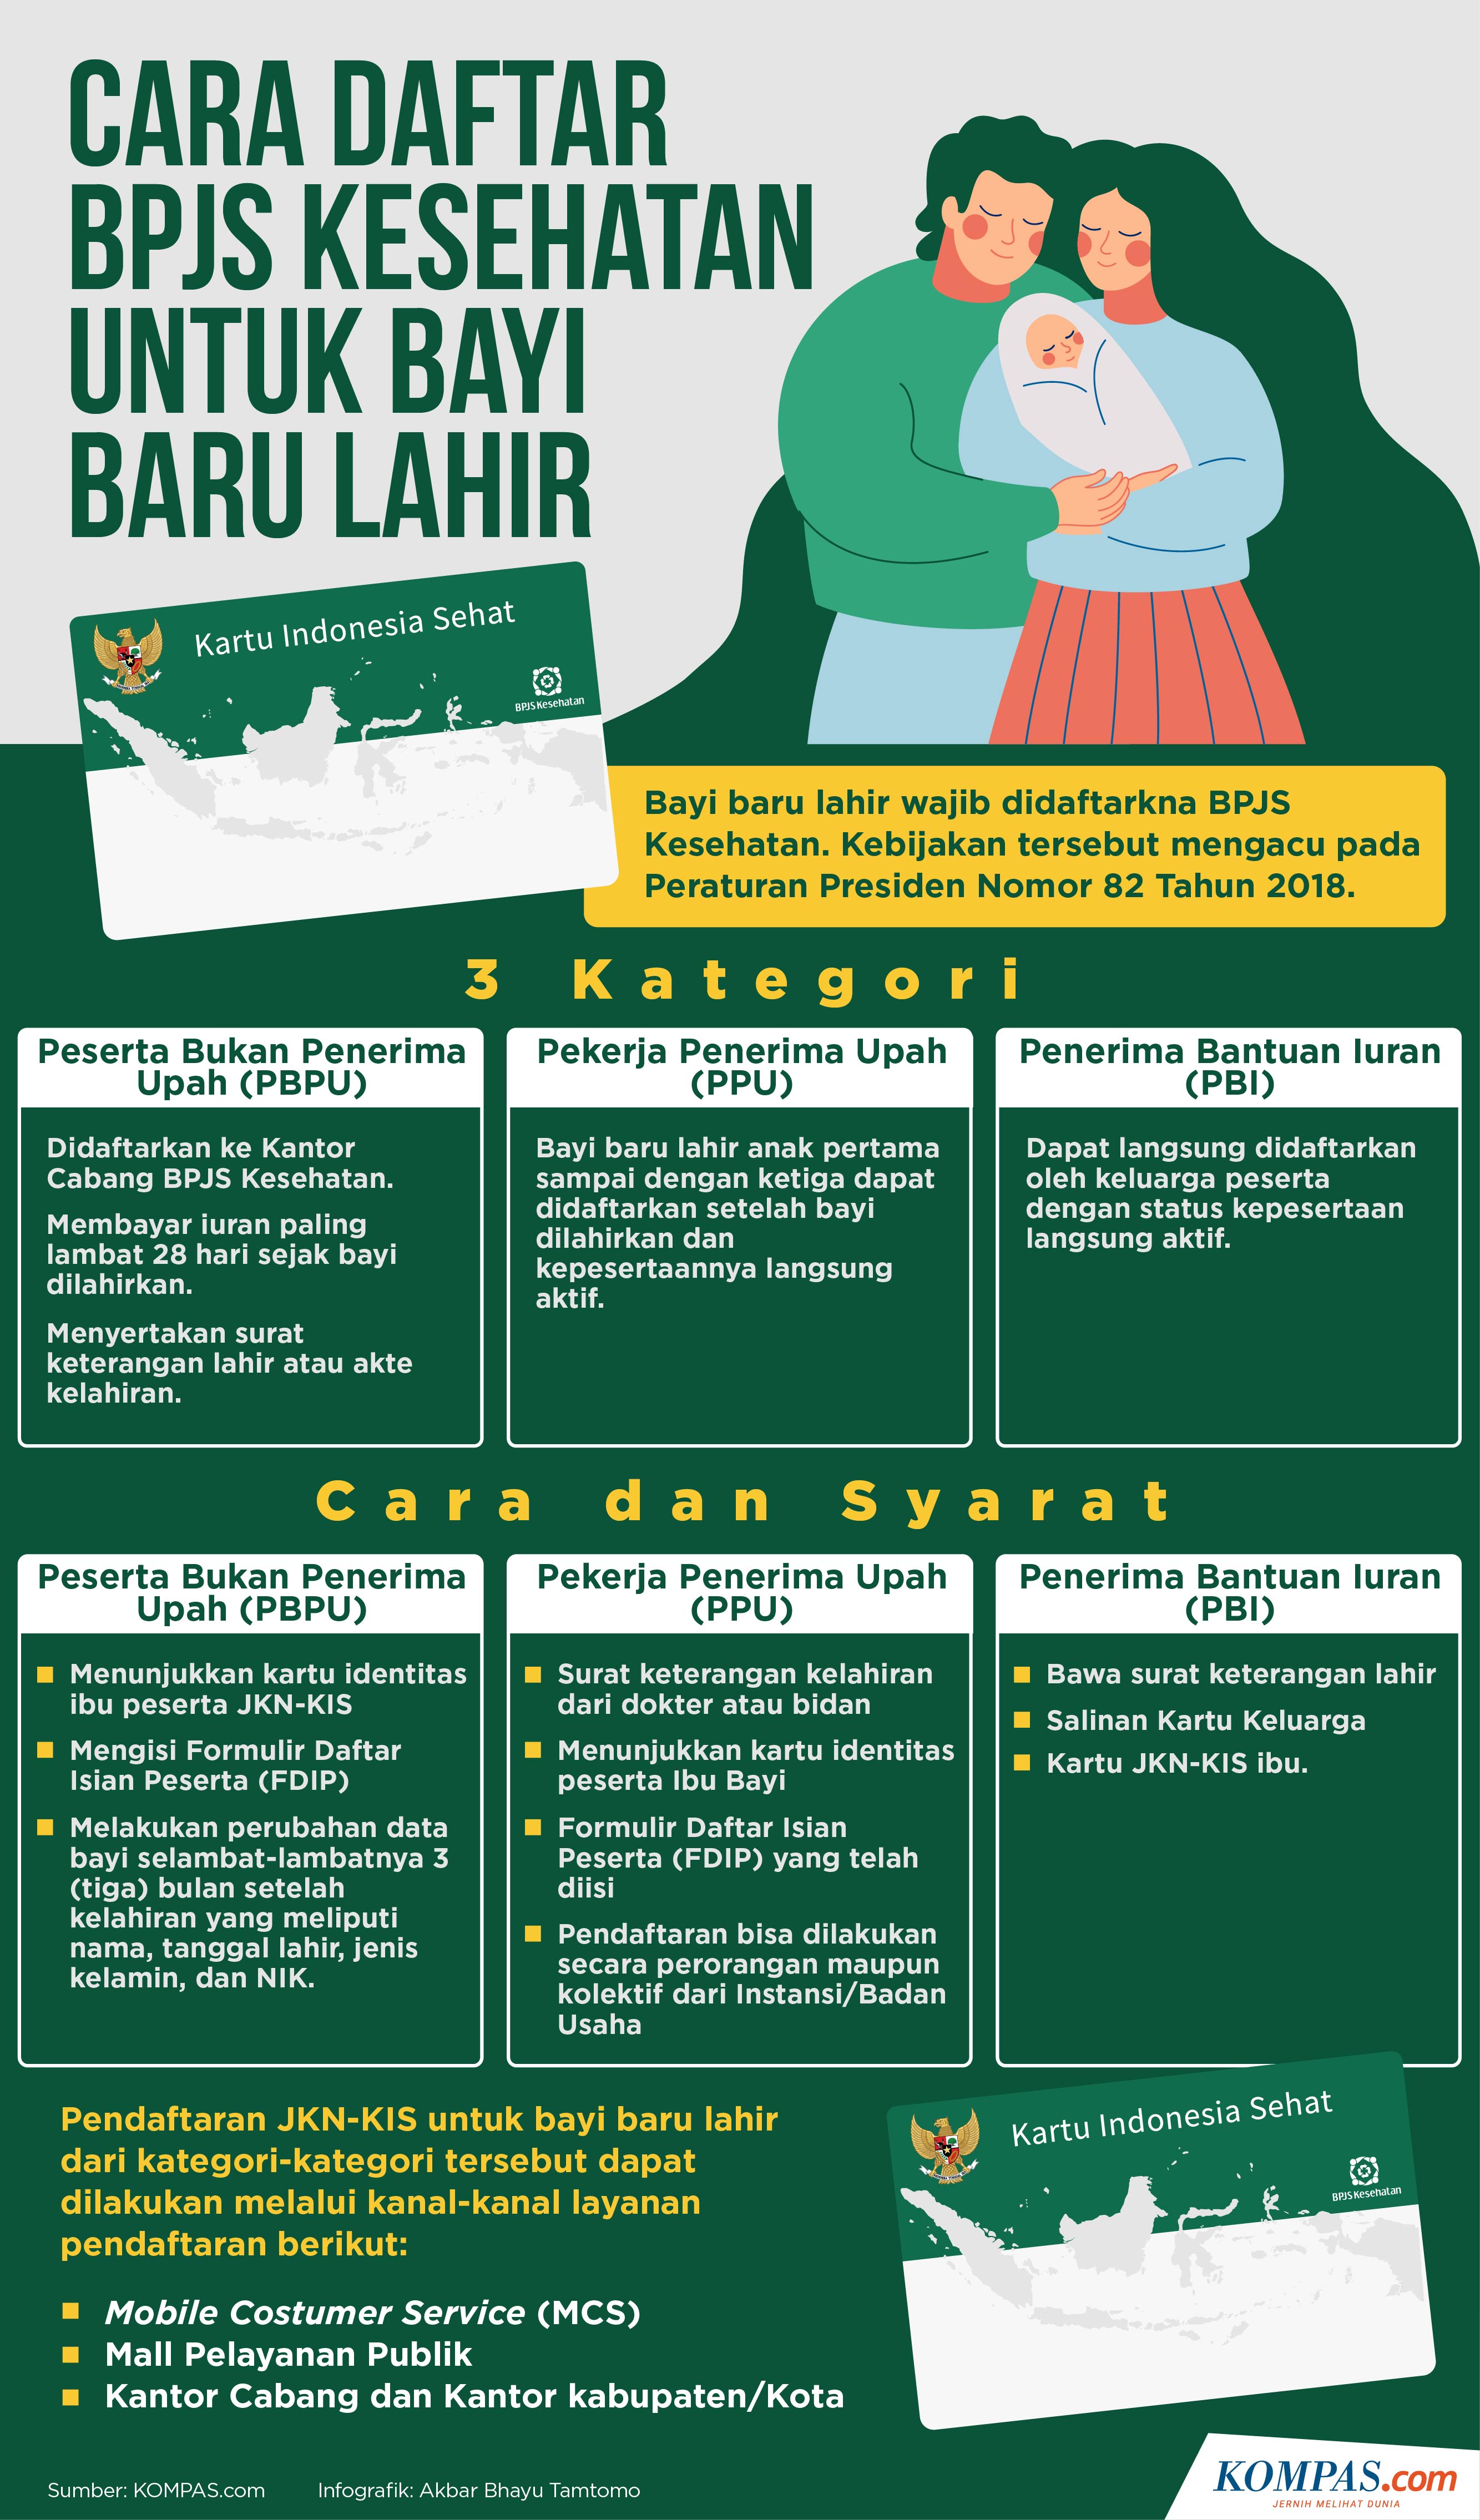 CARA DAFTAR
BPJS KESEHATAN
UNTUK BAYI
BARU LAHIR
Kartu Indonesia Sehat
BPJS Kesehatan
Bayi baru lahir wajib didaftarkna BPJS
Kesehatan. Kebijakan tersebut mengacu pada
Peraturan Presiden Nomor 82 Tahun 2018.
3 Kategori
Peserta Bukan Penerima
Upah (PBPU)
Didaftarkan ke Kantor
Cabang BPJS Kesehatan.
Membayar iuran paling
lambat 28 hari sejak bayi
dilahirkan.
Menyertakan surat
keterangan lahir atau akte
kelahiran.
Pekerja Penerima Upah
(PPU)
Bayi baru lahir anak pertama
sampai dengan ketiga dapat
didaftarkan setelah bayi
dilahirkan dan
kepesertaannya langsung
aktif.
Penerima Bantuan Iuran
(PBI)
Dapat langsung didaftarkan
oleh keluarga peserta
dengan status kepesertaan
langsung aktif.
Cara dan Syarat
Peserta Bukan Penerima
Upah (PBPU)
Menunjukkan kartu identitas
ibu peserta JKN-KIS
Mengisi Formulir Daftar
Isian Peserta (FDIP)
Melakukan perubahan data
bayi selambat-lambatnya 3
(tiga) bulan setelah
kelahiran yang meliputi
nama, tanggal lahir, jenis
kelamin, dan NIK.
Pekerja Penerima Upah
(PPU)
Surat keterangan kelahiran
dari dokter atau bidan
Menunjukkan kartu identitas
peserta Ibu Bayi
Formulir Daftar Isian
Peserta (FDIP) yang telah
diisi
Pendaftaran bisa dilakukan
secara perorangan maupun
kolektif dari Instansi/Badan
Usaha
Penerima Bantuan Iuran
(PBI)
Bawa surat keterangan lahir
Salinan Kartu Keluarga
Kartu JKN-KIS ibu.
Pendaftaran JKN-KIS untuk bayi baru lahir
dari kategori-kategori tersebut dapat
dilakukan melalui kanal-kanal layanan
pendaftaran berikut:
Mobile Costumer Service (MCS)
Mall Pelayanan Publik
Kantor Cabang dan Kantor kabupaten/Kota
Kartu Indonesia Sehat
BPJS Kesehatan
Sumber: KOMPAS.com
Infografik: Akbar Bhayu Tamtomo
KOMPAS.com
JERNIH MELIHAT DUNIA